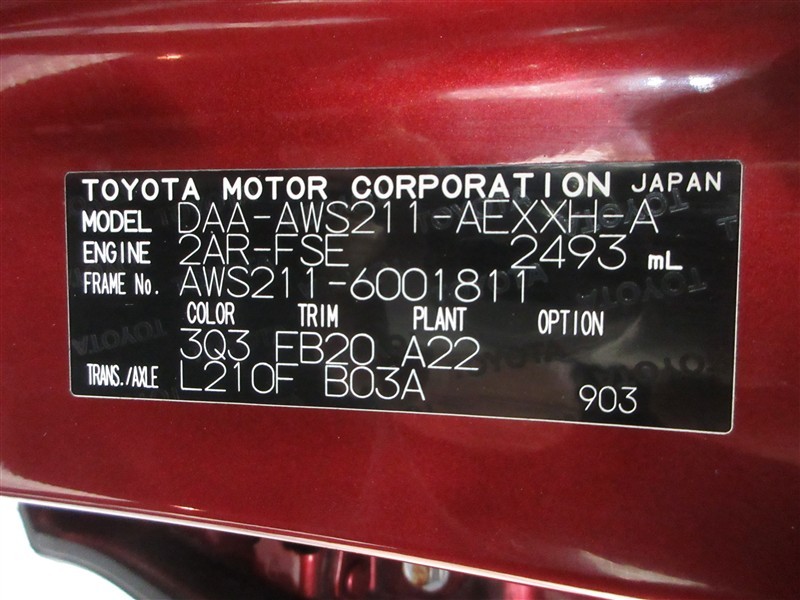 TOYOTA MOTOR CORPORATION JAPAN
MODEL DAA-AWS211-AEXXH-A
ENGINE 2AR-FSE 2493 mL
FRAME No. AWS211-6001811
COLOR TRIM PLANT OPTION
3Q3 FB20 A22
TRANS./AXLE L210F B03A
903